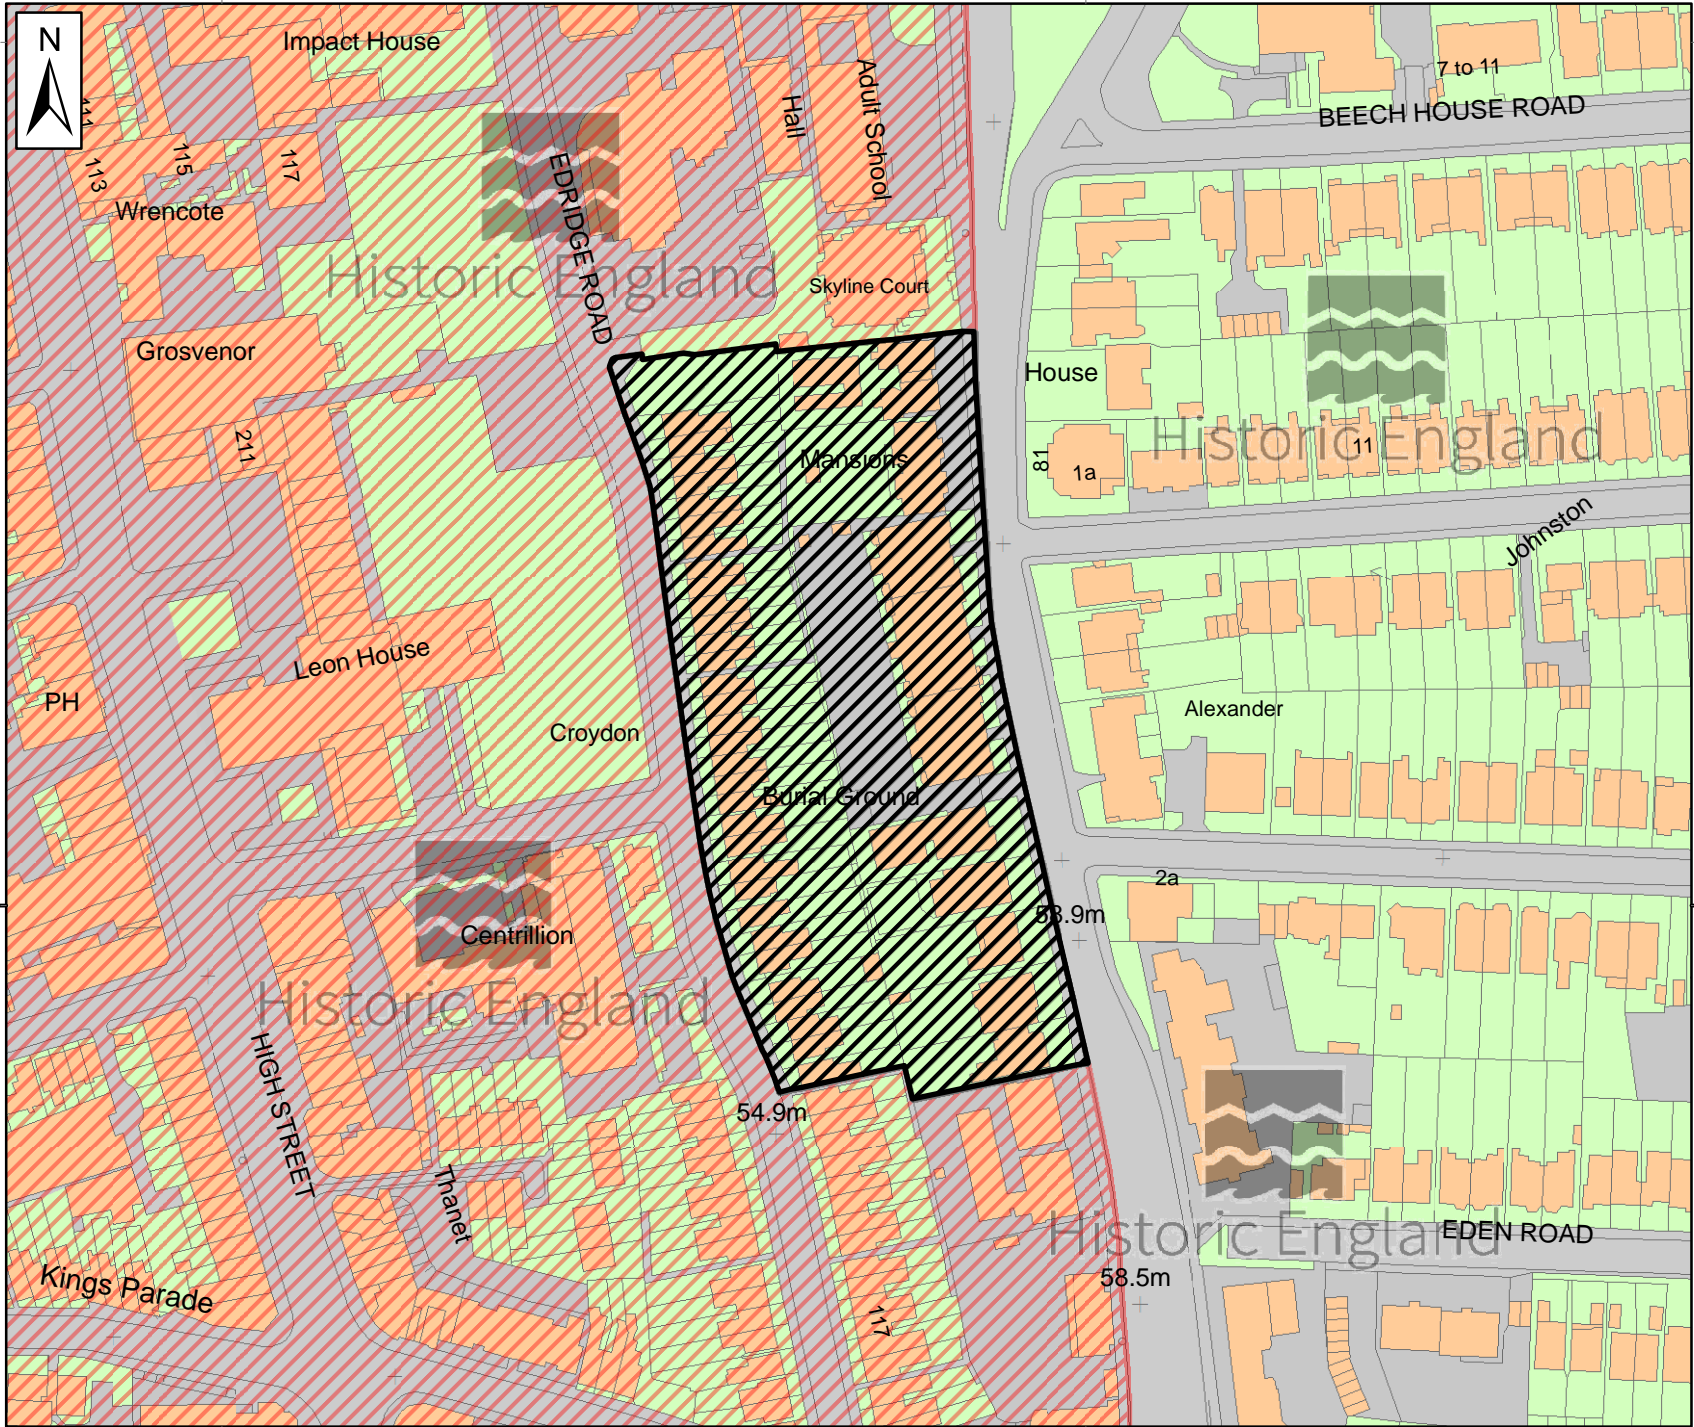 N
Impact House
7 to 11
BEECH HOUSE ROAD
Adult School
Hall
111
113
115
117
Wrencote
EDRIDGE ROAD
Historic England
Skyline Court
Grosvenor
House
211
Mansions
81
1a
11
Historic England
Johnston
Leon House
PH
Croydon
Alexander
Burial Ground
2a
53.9m
Centrillion
Historic England
HIGH STREET
54.9m
Thanet
Historic England
EDEN ROAD
58.5m
Kings Parade
117